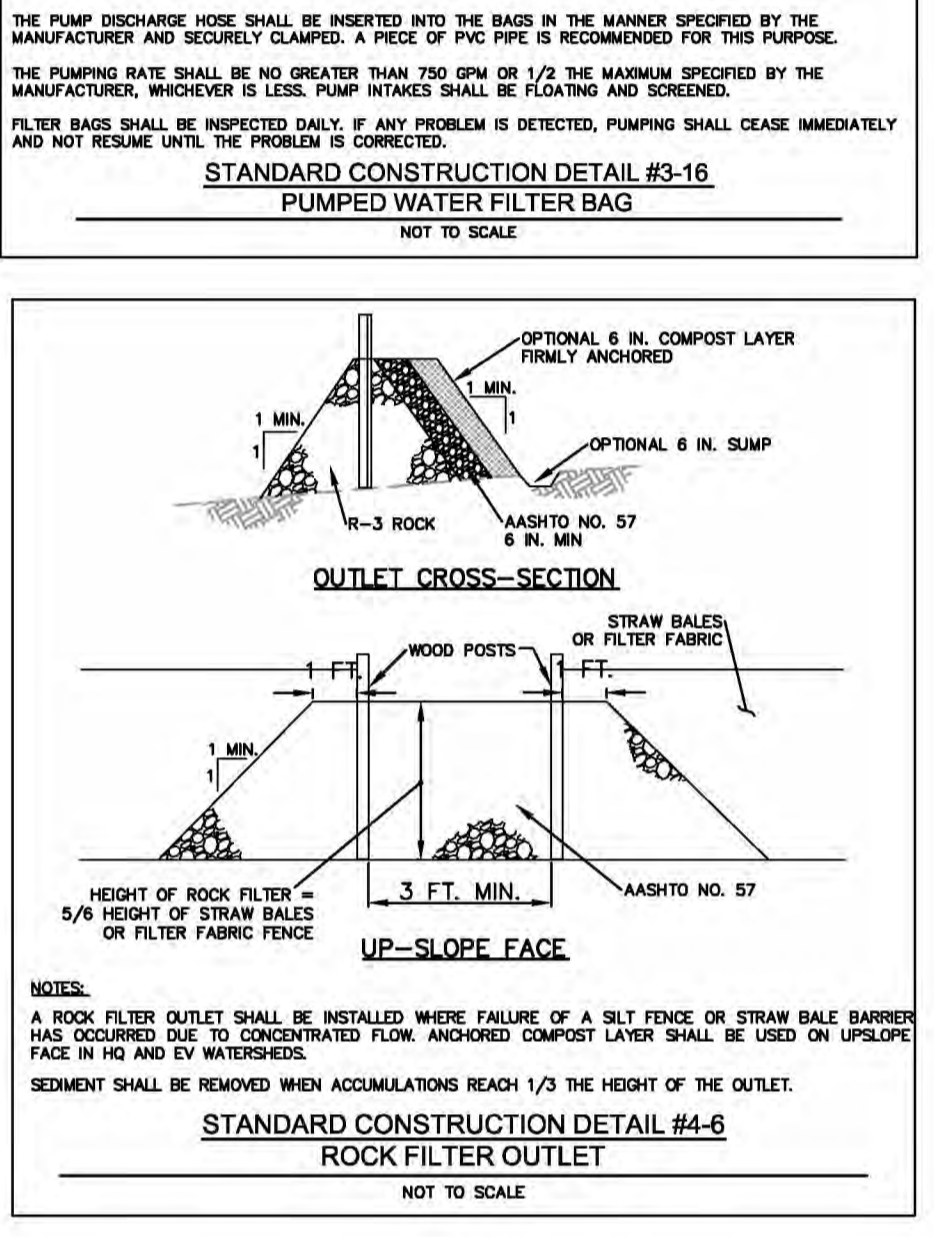 THE PUMP DISCHARGE HOSE SHALL BE INSERTED INTO THE BAGS IN THE MANNER SPECIFIED BY THE
MANUFACTURER AND SECURELY CLAMPED. A PIECE OF PVC PIPE IS RECOMMENDED FOR THIS PURPOSE.
THE PUMPING RATE SHALL BE NO GREATER THAN 750 GPM OR 1/2 THE MAXIMUM SPECIFIED BY THE
MANUFACTURER, WHICHEVER IS LESS. PUMP INTAKES SHALL BE FLOATING AND SCREENED.
FILTER BAGS SHALL BE INSPECTED DAILY. IF ANY PROBLEM IS DETECTED, PUMPING SHALL CEASE IMMEDIATELY
AND NOT RESUME UNTIL THE PROBLEM IS CORRECTED.
STANDARD CONSTRUCTION DETAIL #3-16
PUMPED WATER FILTER BAG
NOT TO SCALE
OPTIONAL 6 IN. COMPOST LAYER
FIRMLY ANCHORED
1 MIN.
1
1 MIN.
1
OPTIONAL 6 IN. SUMP
R-3 ROCK
AASHTO NO. 57
6 IN. MIN
OUTLET CROSS-SECTION
STRAW BALES
OR FILTER FABRIC
WOOD POSTS
1 FT.
1 FT.
1 MIN.
1
HEIGHT OF ROCK FILTER =
5/6 HEIGHT OF STRAW BALES
OR FILTER FABRIC FENCE
3 FT. MIN.
AASHTO NO. 57
UP-SLOPE FACE
NOTES:
A ROCK FILTER OUTLET SHALL BE INSTALLED WHERE FAILURE OF A SILT FENCE OR STRAW BALE BARRIER
HAS OCCURRED DUE TO CONCENTRATED FLOW. ANCHORED COMPOST LAYER SHALL BE USED ON UPSLOPE
FACE IN HQ AND EV WATERSHEDS.
SEDIMENT SHALL BE REMOVED WHEN ACCUMULATIONS REACH 1/3 THE HEIGHT OF THE OUTLET.
STANDARD CONSTRUCTION DETAIL #4-6
ROCK FILTER OUTLET
NOT TO SCALE